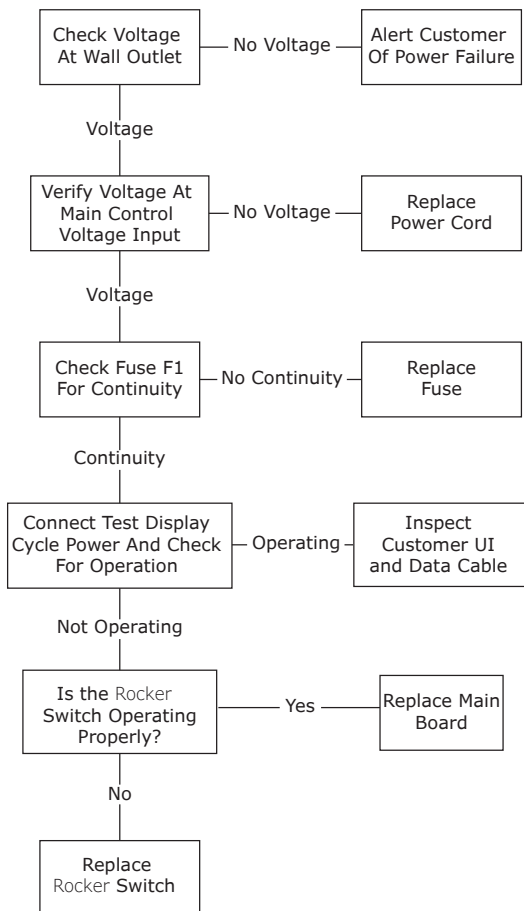 Check Voltage
At Wall Outlet
No Voltage
Alert Customer
Of Power Failure
Voltage
Verify Voltage At
Main Control
Voltage Input
No Voltage
Replace
Power Cord
Voltage
Check Fuse F1
For Continuity
No Continuity
Replace
Fuse
Continuity
Connect Test Display
Cycle Power And Check
For Operation
Operating
Inspect
Customer UI
and Data Cable
Not Operating
Is the Rocker
Switch Operating
Properly?
Yes
Replace Main
Board
No
Replace
Rocker Switch